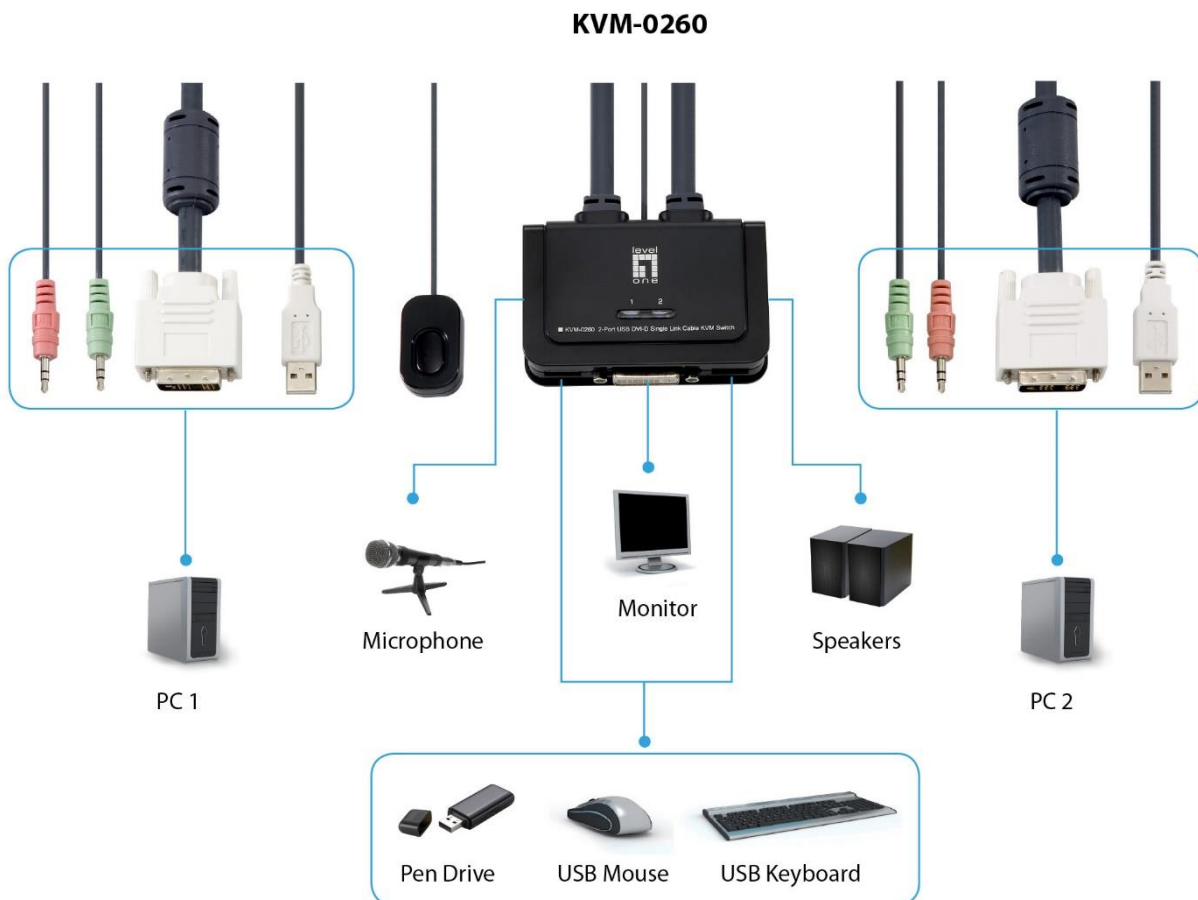 KVM-0260
level
one
1 2
KVM-0260 2-Port USB DVI-D Single Link Cable KVM Switch
Microphone
Monitor
Speakers
PC 1
PC 2
Pen Drive
USB Mouse
USB Keyboard